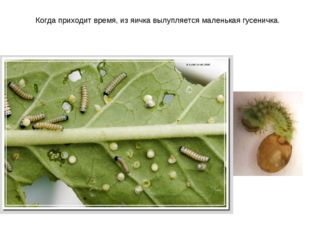 Когда приходит время, из яичка вылупляется маленькая гусеничка.